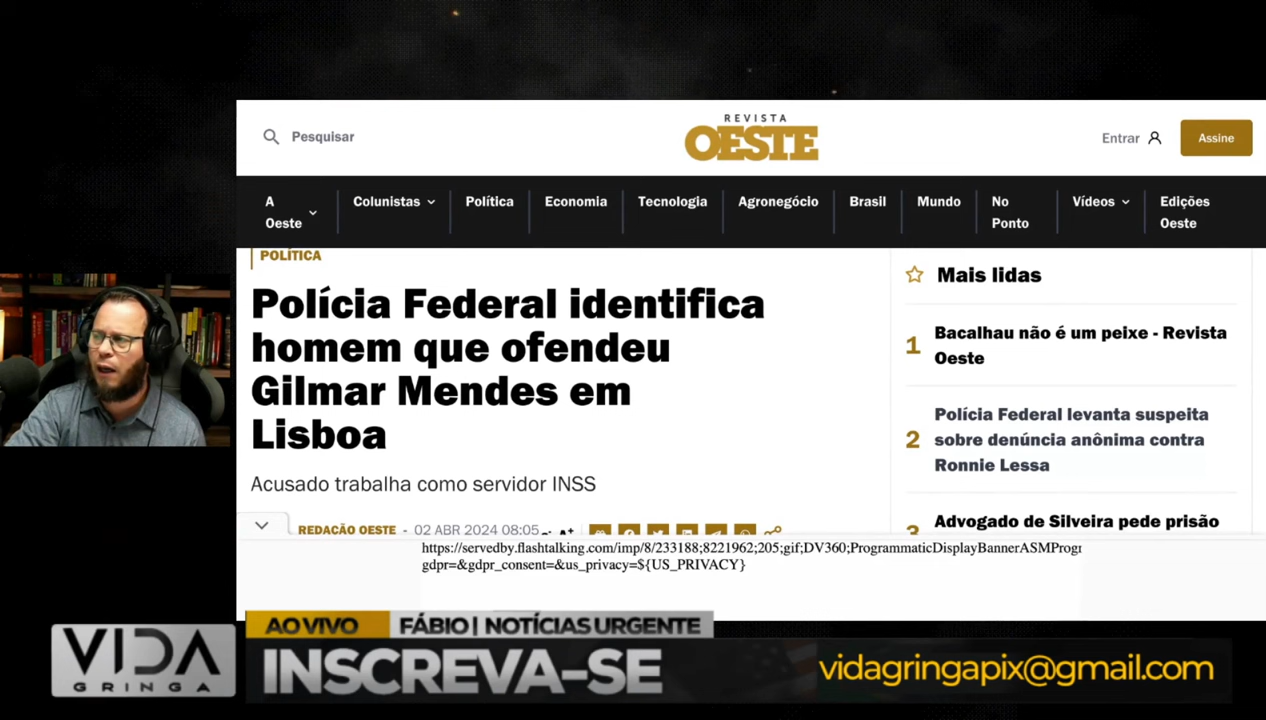 Pesquisar
REVISTA
OESTE
Entrar
Assine
A
Oeste
Colunistas
Política
Economia
Tecnologia
Agronegócio
Brasil
Mundo
No
Ponto
Vídeos
Edições
Oeste
POLÍTICA
Polícia Federal identifica
homem que ofendeu
Gilmar Mendes em
Lisboa
Acusado trabalha como servidor INSS
REDAÇÃO OESTE - 02 ABR 2024 08:05
Mais lidas
1
Bacalhau não é um peixe - Revista
Oeste
2
Polícia Federal levanta suspeita
sobre denúncia anônima contra
Ronnie Lessa
3
Advogado de Silveira pede prisão
https://servedby.flashtalking.com/imp/8/233188;8221962;205;gif;DV360;ProgrammaticDisplayBannerASMProgr
gdpr=&gdpr_consent=&us_privacy=${US_PRIVACY}
AO VIVO
FÁBIO | NOTÍCIAS URGENTE
VIDA
GRINGA
INSCREVA-SE
vidagringapix@gmail.com